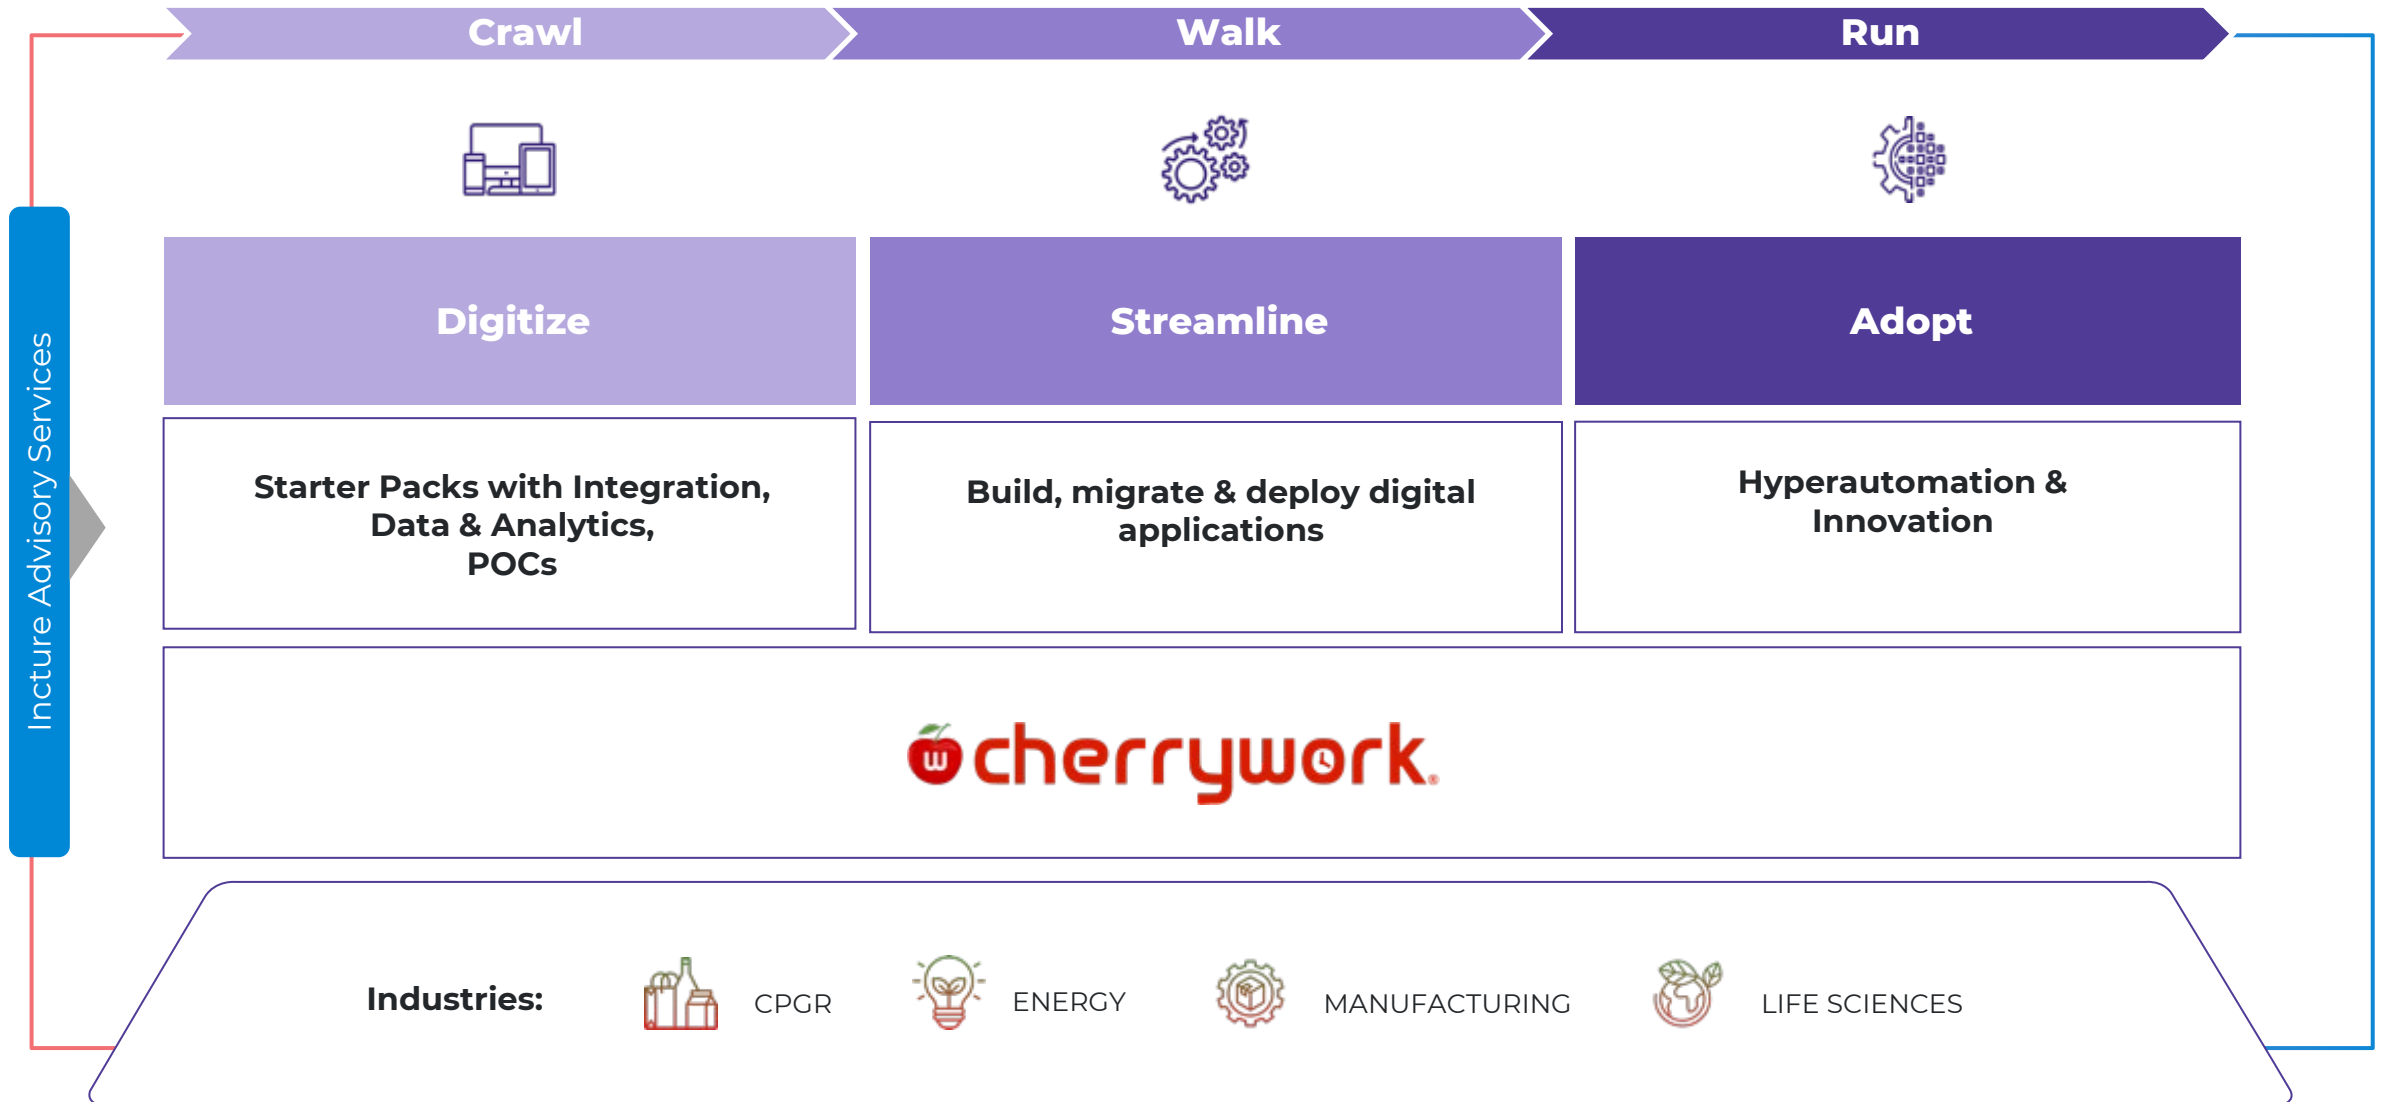 Crawl
Walk
Run
Incture Advisory Services
Digitize
Streamline
Adopt
Starter Packs with Integration,
Data & Analytics,
POCs
Build, migrate & deploy digital
applications
Hyperautomation &
Innovation
w cherrywork®
Industries:
CPGR
ENERGY
MANUFACTURING
LIFE SCIENCES